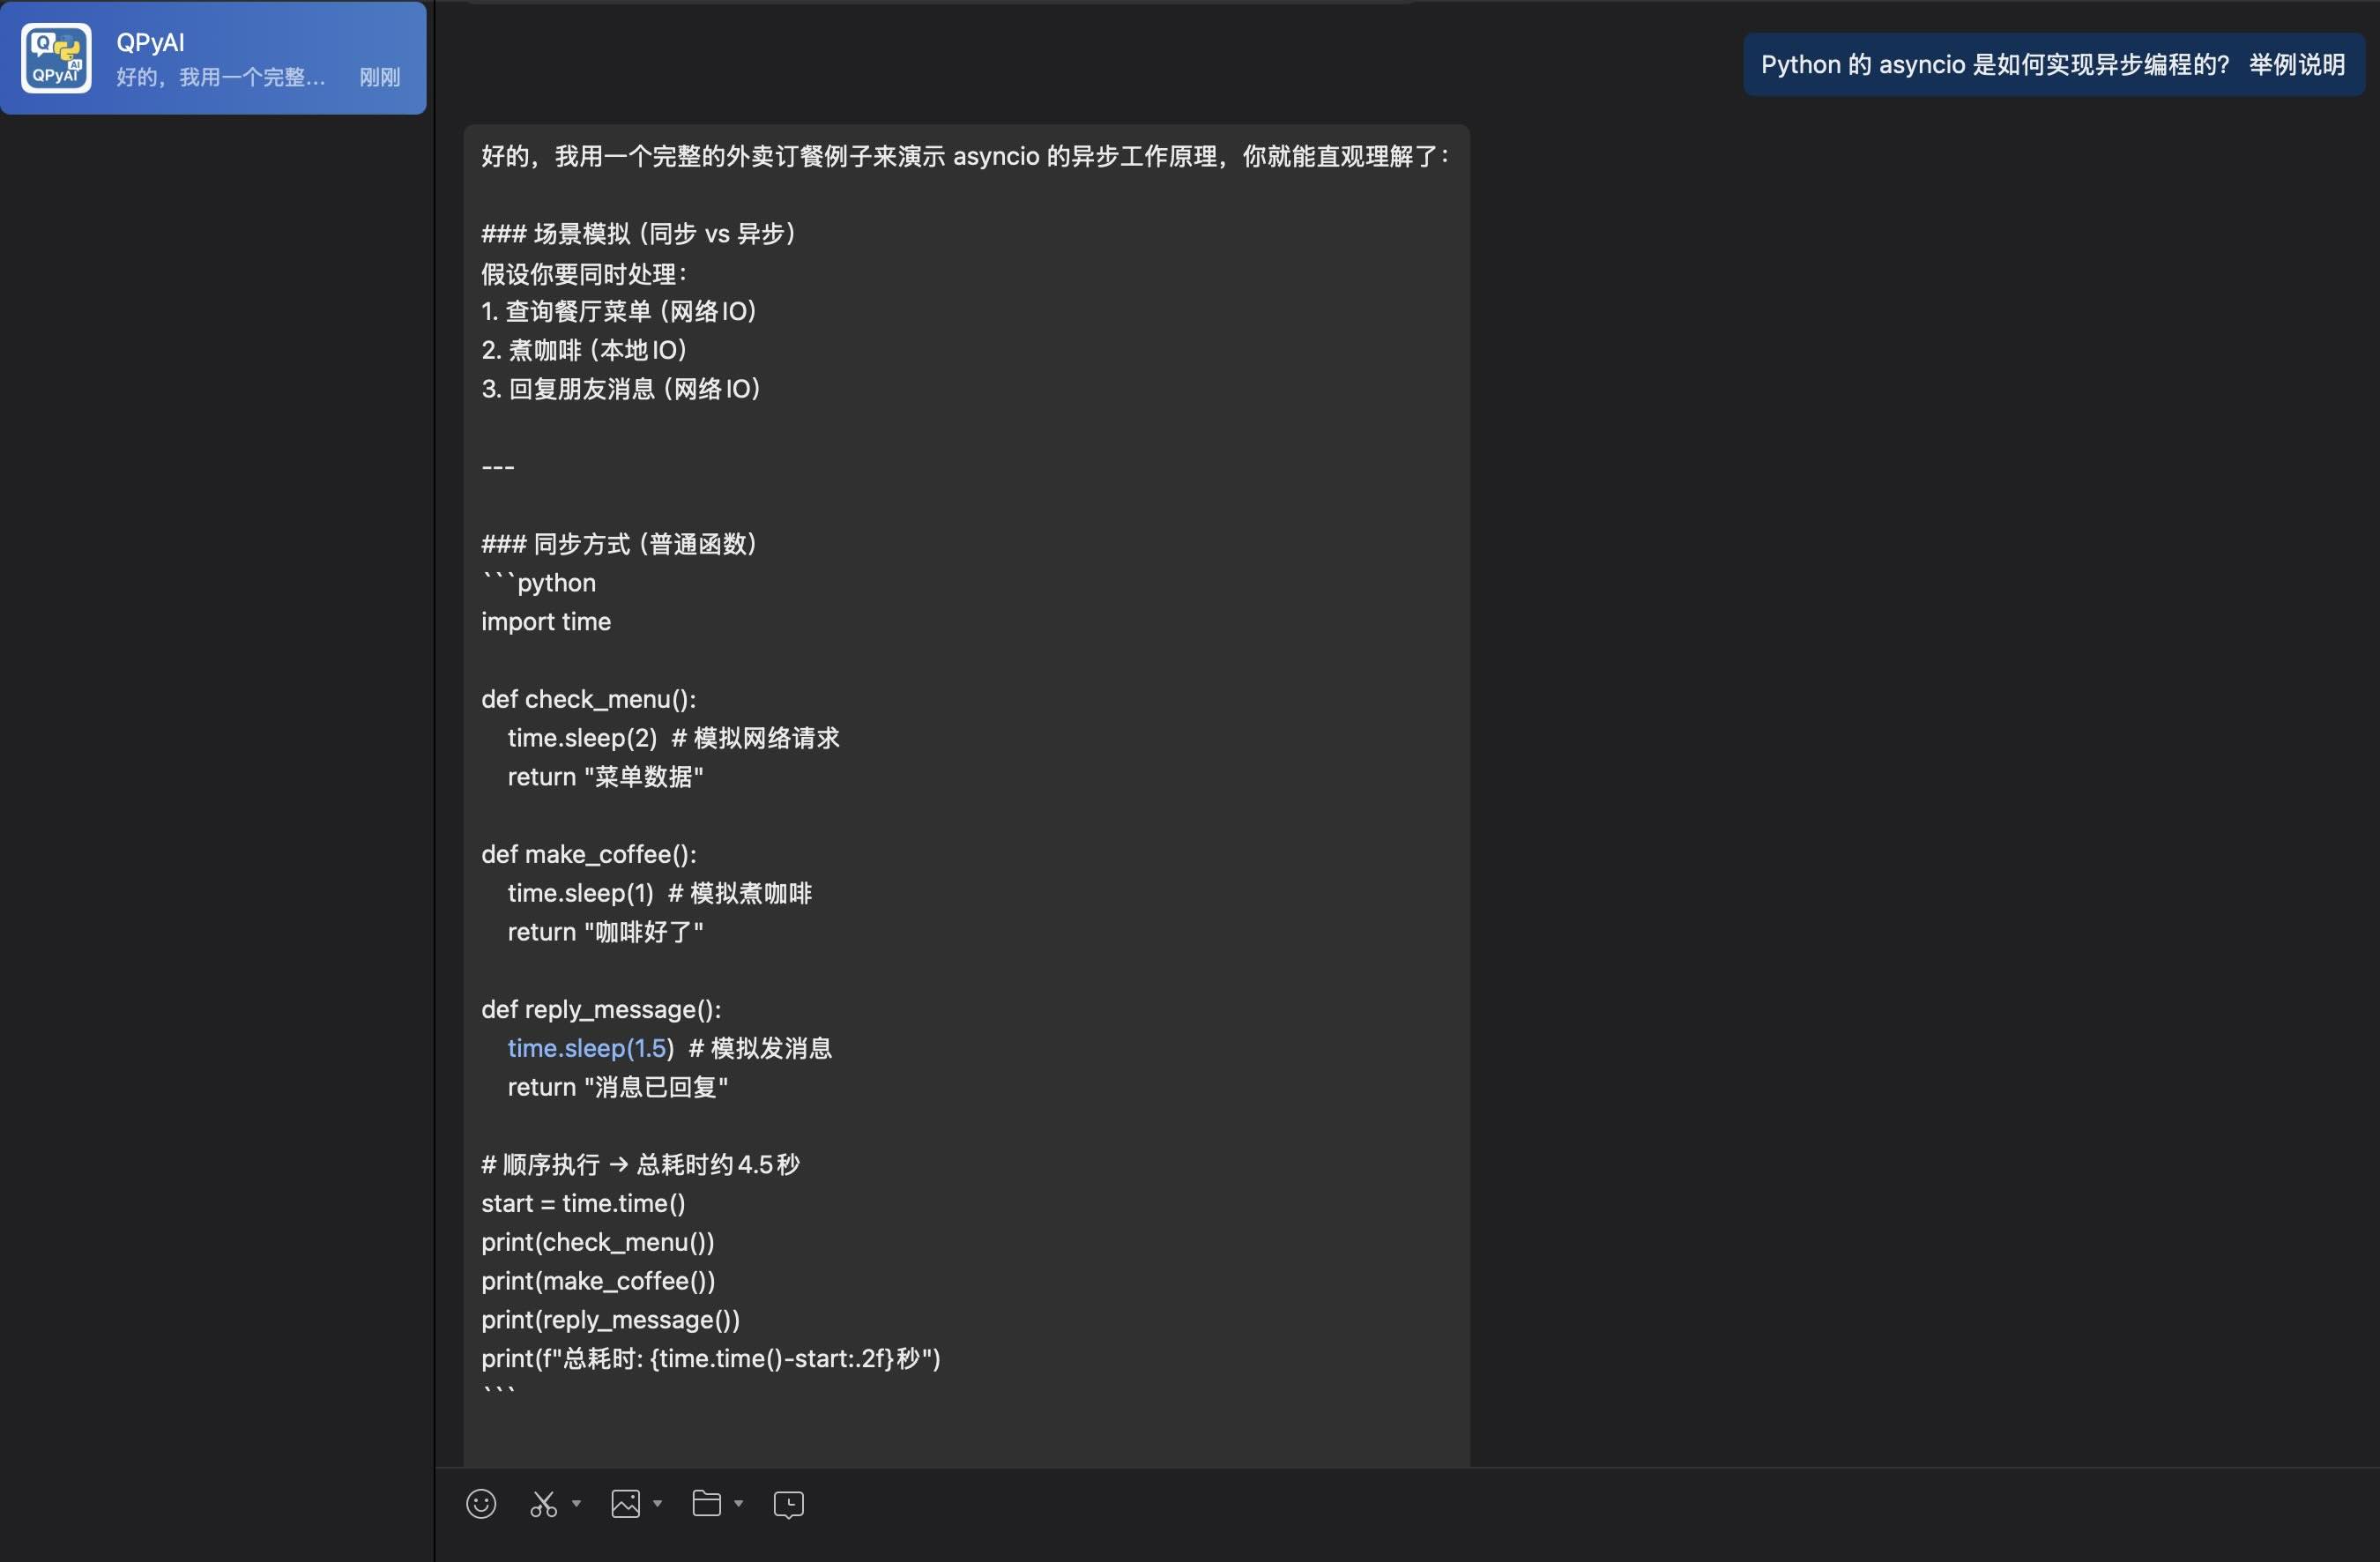 QPyAI
好的，我用一个完整... 刚刚
Q
AI
QPyAI
Python 的 asyncio 是如何实现异步编程的？ 举例说明
好的，我用一个完整的外卖订餐例子来演示 asyncio 的异步工作原理，你就能直观理解了：
### 场景模拟（同步 vs 异步）
假设你要同时处理：
1. 查询餐厅菜单（网络IO）
2. 煮咖啡（本地IO）
3. 回复朋友消息（网络IO）
---
### 同步方式（普通函数）
```python
import time
def check_menu():
    time.sleep(2)  # 模拟网络请求
    return "菜单数据"
def make_coffee():
    time.sleep(1)  # 模拟煮咖啡
    return "咖啡好了"
def reply_message():
    time.sleep(1.5)  # 模拟发消息
    return "消息已回复"
# 顺序执行 → 总耗时约4.5秒
start = time.time()
print(check_menu())
print(make_coffee())
print(reply_message())
print(f"总耗时: {time.time()-start:.2f}秒")
```